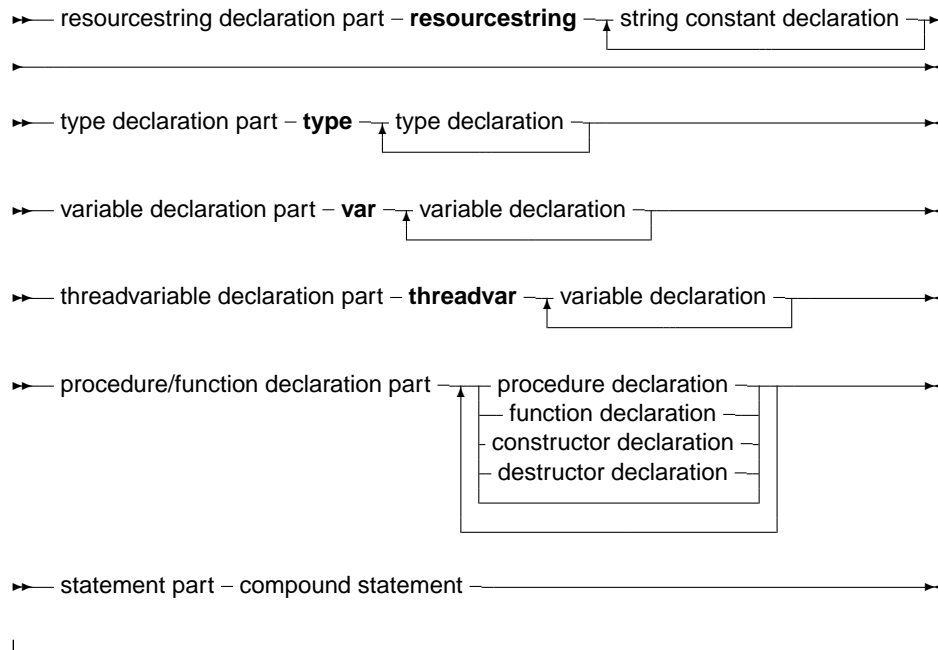 resourcestring declaration part resourcestring string constant declaration
type declaration part type type declaration
variable declaration part var variable declaration
threadvariable declaration part threadvar variable declaration
procedure/function declaration part procedure declaration
function declaration
constructor declaration
destructor declaration
statement part compound statement